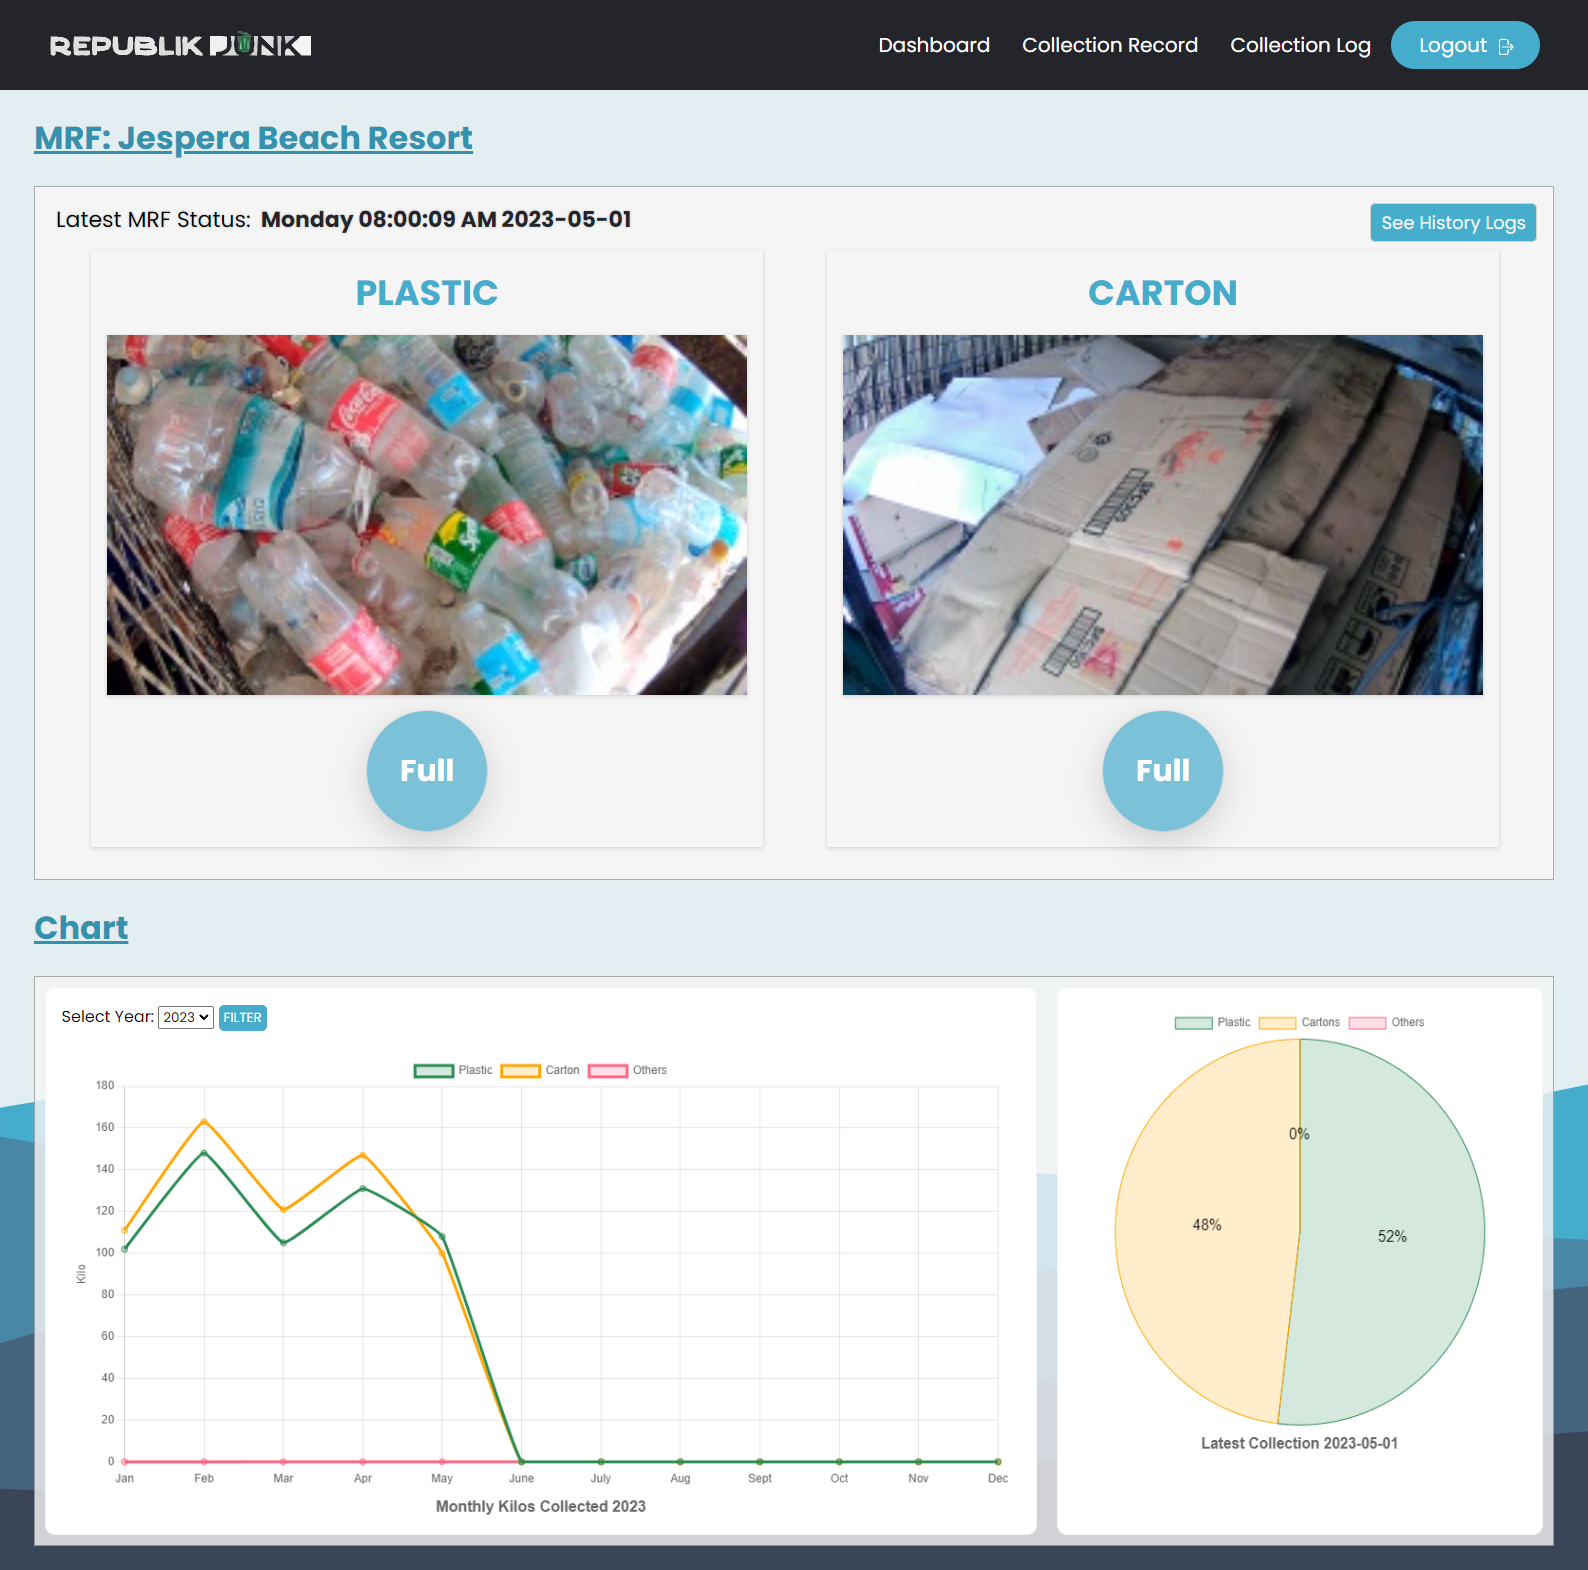 REPUBLIK JUNK
Dashboard
Collection Record
Collection Log
Logout
MRF: Jespera Beach Resort
Latest MRF Status: Monday 08:00:09 AM 2023-05-01
See History Logs
PLASTIC
CARTON
Coca-Cola
Full
Full
Chart
Select Year: 2023 FILTER
Plastic Carton Others
180
160
140
120
100
80
60
40
20
0
Kilo
Jan Feb Mar Apr May June July Aug Sept Oct Nov Dec
Monthly Kilos Collected 2023
Plastic Cartons Others
0%
48%
52%
Latest Collection 2023-05-01